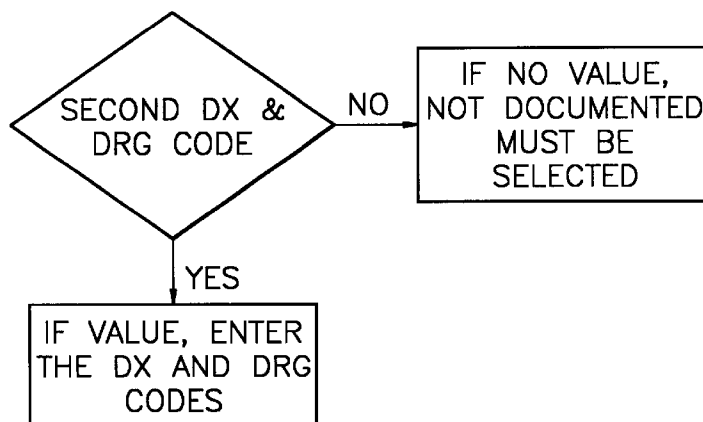 SECOND DX &
DRG CODE
NO
IF NO VALUE,
NOT DOCUMENTED
MUST BE
SELECTED
YES
IF VALUE, ENTER
THE DX AND DRG
CODES